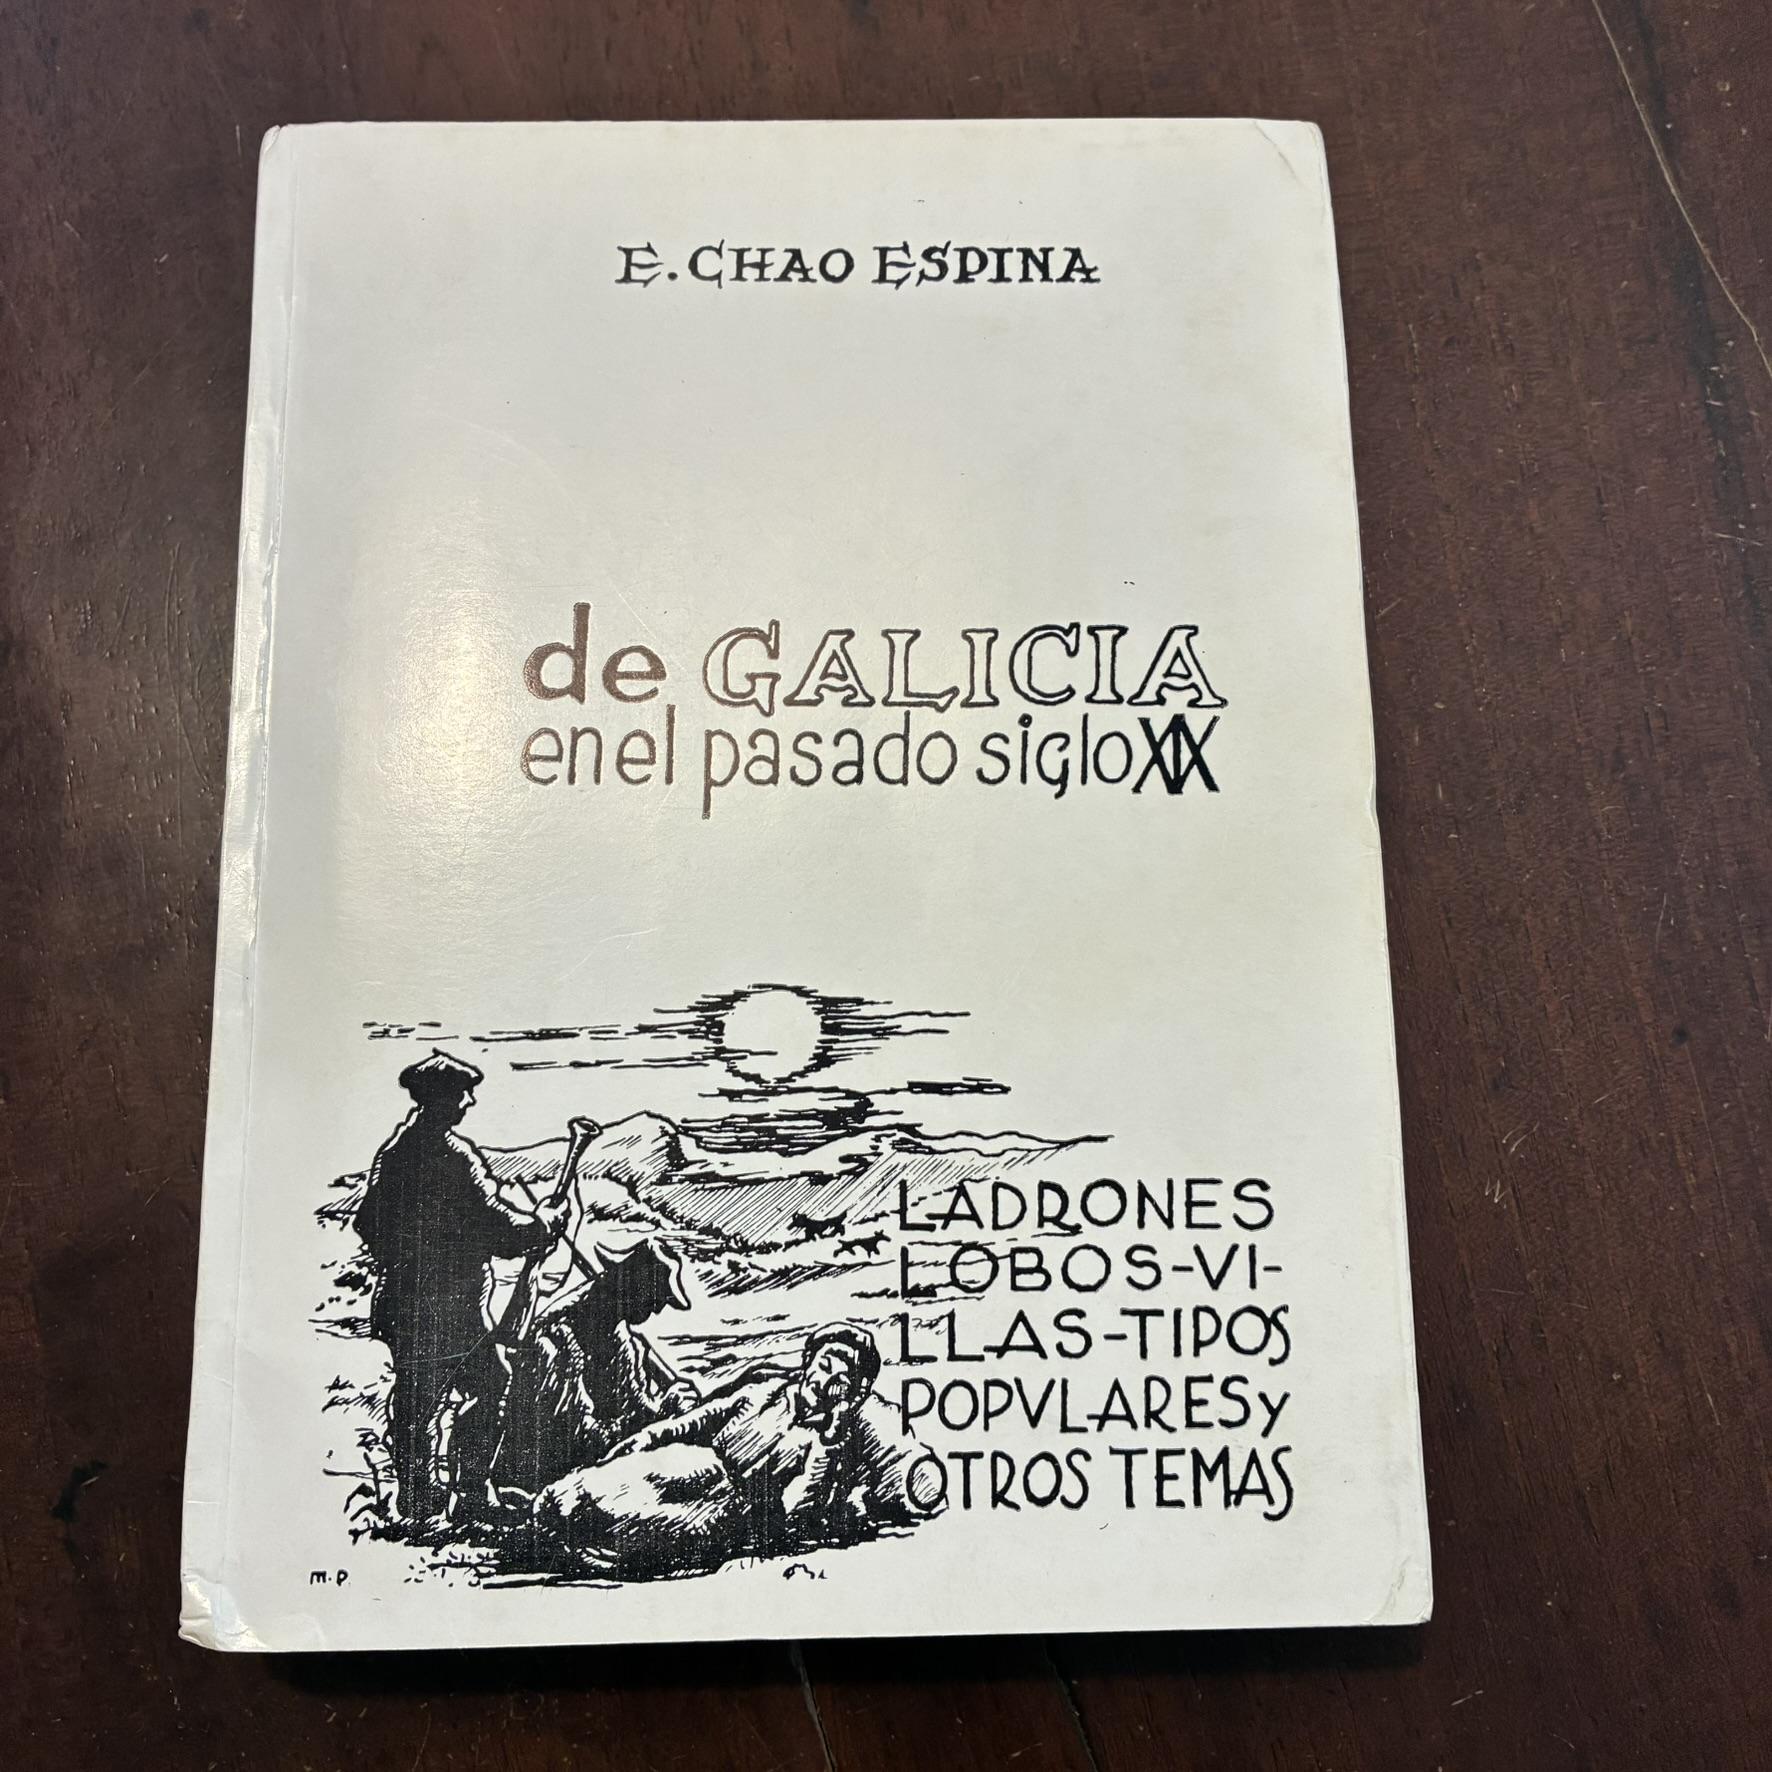 E. CHAO ESPINA
de GALICIA
en el pasado siglo XIX
LADRONES
LOBOS-VI-
LLAS-TIPOS
POPVLARES y
OTROS TEMAS
M.P.